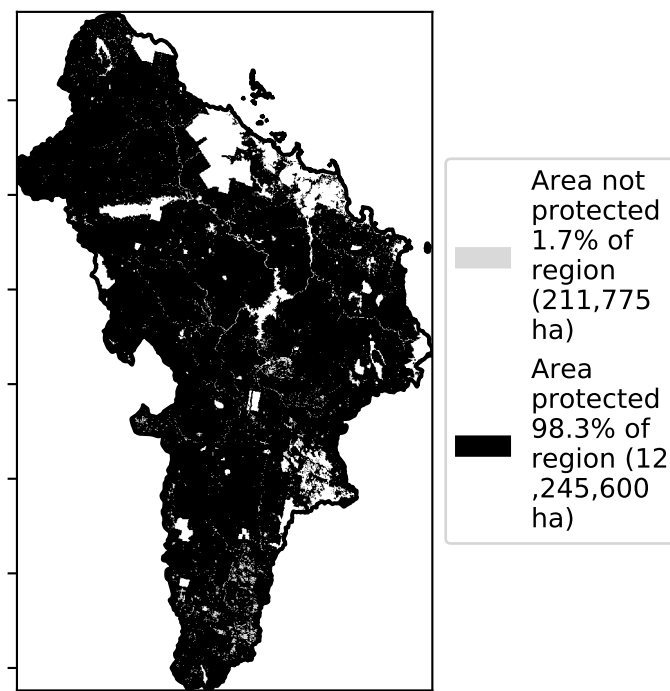 Area not
protected
1.7% of
region
(211,775
ha)
Area
protected
98.3% of
region (12
,245,600
ha)